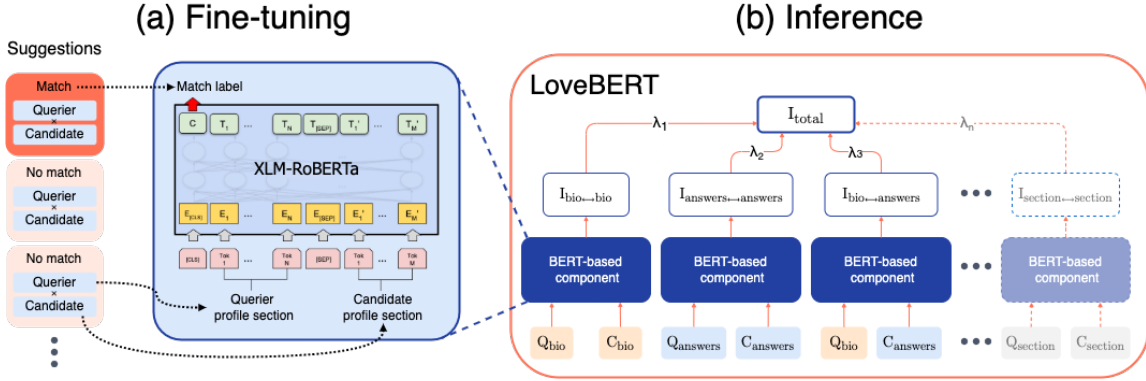 (a) Fine-tuning
Suggestions
Match
Querier
×
Candidate
No match
Querier
×
Candidate
No match
Querier
×
Candidate
Match label
C T1 ... TN T[SEP] T1' ... TM'
XLM-RoBERTa
E[CLS] E1 ... EN E[SEP] E1' ... EM'
[CLS] Tok 1 ... Tok N [SEP] Tok 1 ... Tok M
Querier
profile section
Candidate
profile section
(b) Inference
LoveBERT
Itotal
λ1 λ2 λ3 λn
Ibio↔bio Ianswers↔answers Ibio↔answers Isection↔section
BERT-based
component
BERT-based
component
BERT-based
component
BERT-based
component
Qbio Cbio Qanswers Canswers Qbio Canswers Qsection Csection